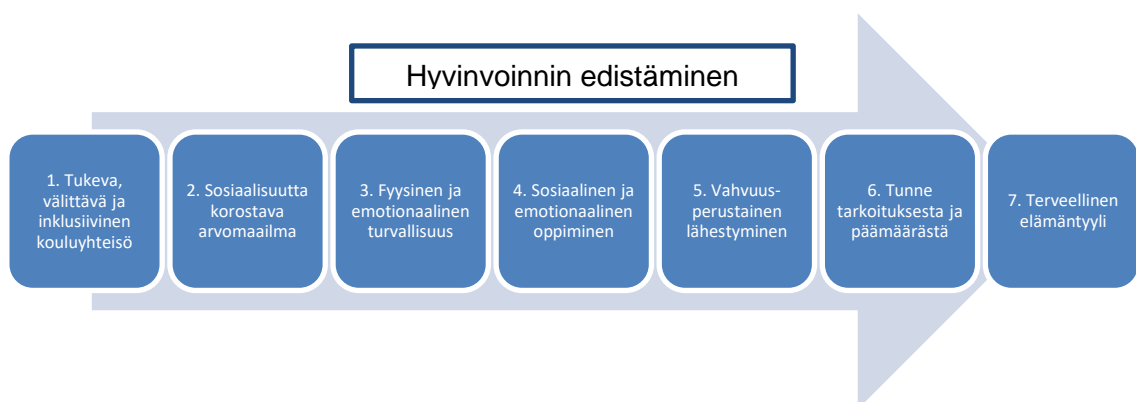 Hyvinvoinnin edistäminen
1. Tukeva,
välittävä ja
inklusiivinen
kouluyhteisö
2. Sosiaalisuutta
korostava
arvomaailma
3. Fyysinen ja
emotionaalinen
turvallisuus
4. Sosiaalinen ja
emotionaalinen
oppiminen
5. Vahvuus-
perustainen
lähestyminen
6. Tunne
tarkoituksesta ja
päämäärästä
7. Terveellinen
elämäntyyli